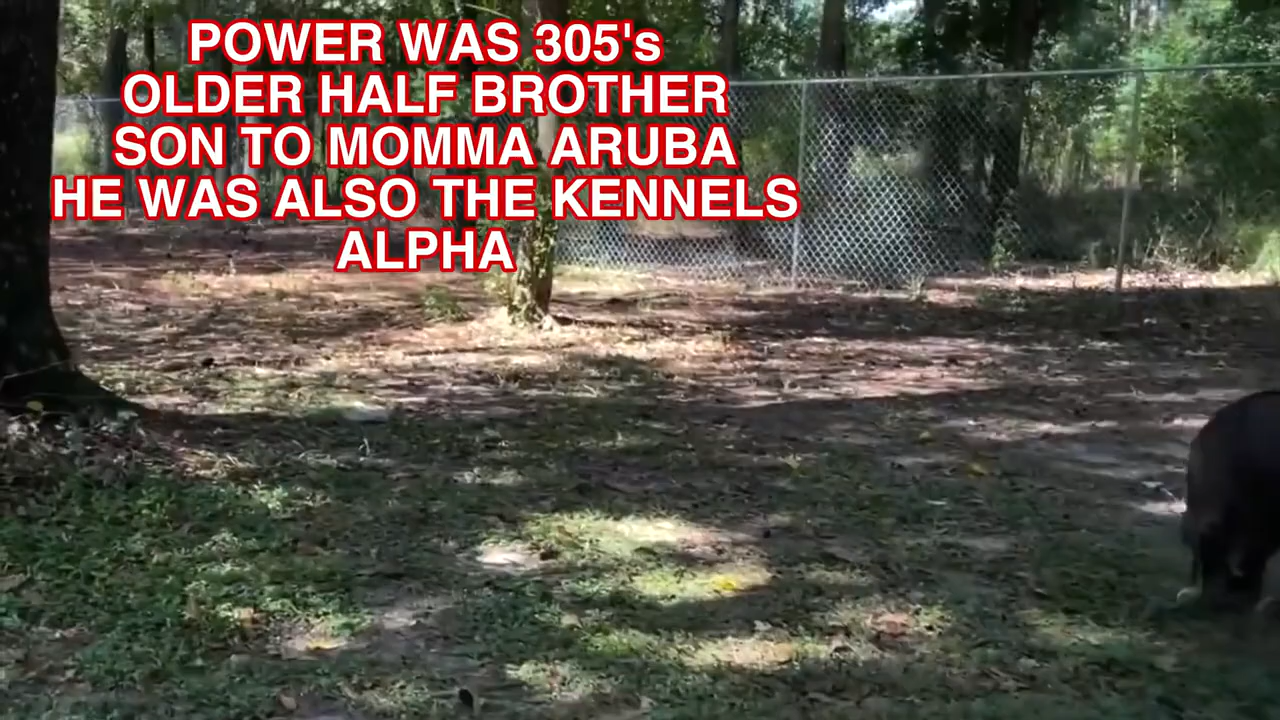 POWER WAS 305's
OLDER HALF BROTHER
SON TO MOMMA ARUBA
HE WAS ALSO THE KENNELS
ALPHA